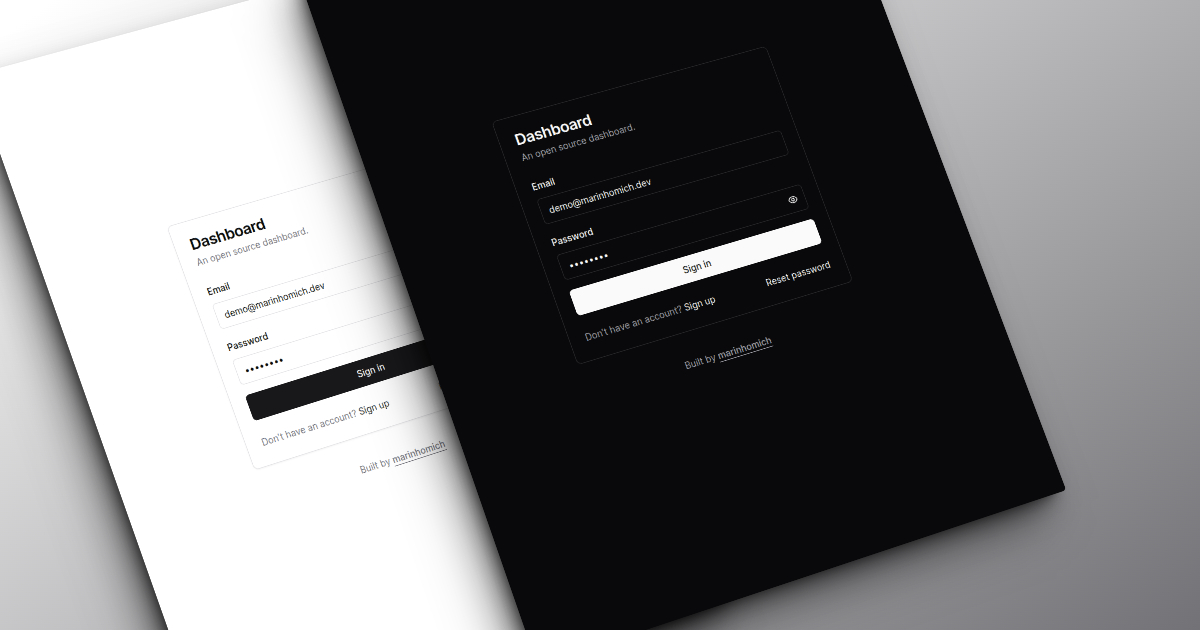 Dashboard
An open source dashboard.
Email
demo@marinhomich.dev
Password
••••••••
Sign in
Don't have an account? Sign up
Built by marinhomich
Dashboard
An open source dashboard.
Email
demo@marinhomich.dev
Password
••••••••
Sign in
Don't have an account? Sign up
Reset password
Built by marinhomich